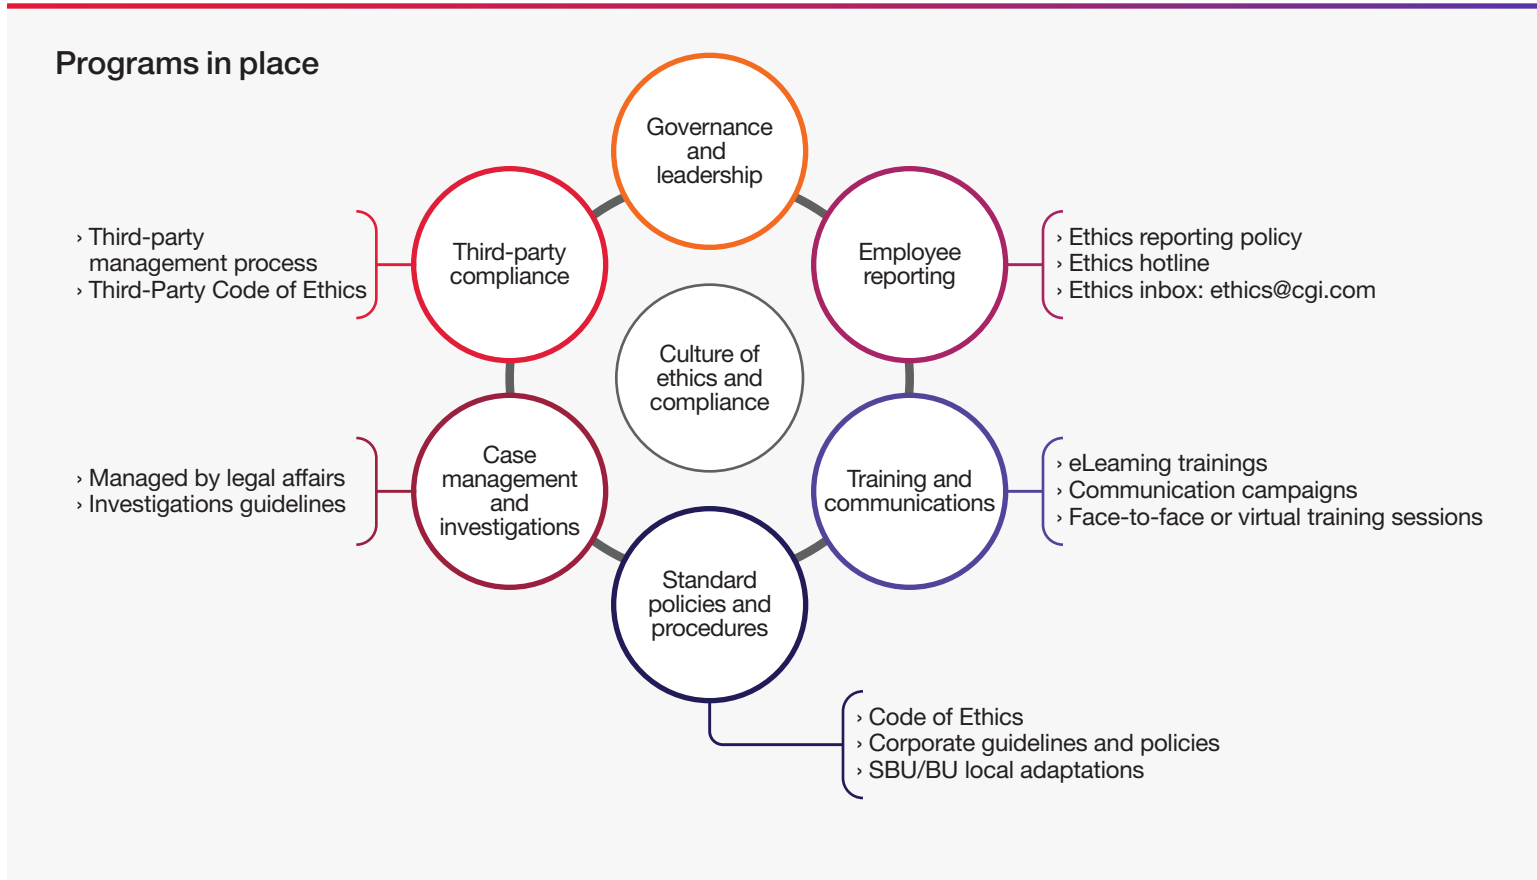 Programs in place
Governance
and
leadership
Third-party
compliance
› Third-party
management process
› Third-Party Code of Ethics
Employee
reporting
› Ethics reporting policy
› Ethics hotline
› Ethics inbox: ethics@cgi.com
Culture of
ethics and
compliance
Case
management
and
investigations
› Managed by legal affairs
› Investigations guidelines
Training and
communications
› eLearning trainings
› Communication campaigns
› Face-to-face or virtual training sessions
Standard
policies and
procedures
› Code of Ethics
› Corporate guidelines and policies
› SBU/BU local adaptations